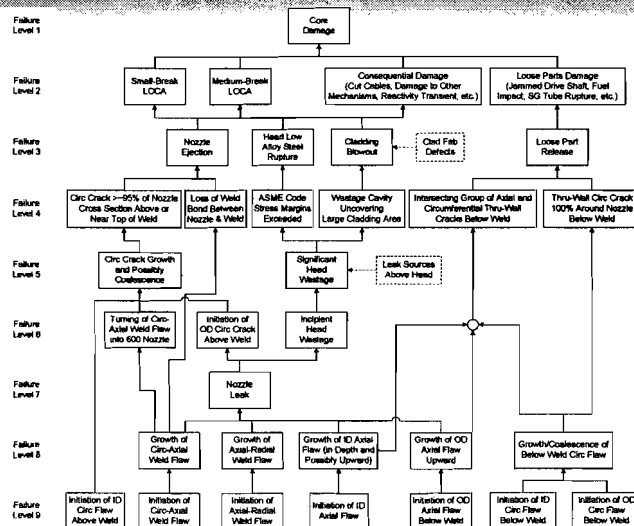 Failure
Level 1
Core
Damage
Failure
Level 2
Small-Break
LOCA
Medium-Break
LOCA
Consequential Damage
(Cut Cables, Damage to Other
Mechanisms, Reactivity Transient, etc.)
Loose Parts Damage
(Jammed Drive Shaft, Fuel
Impact, SG Tube Rupture, etc.)
Failure
Level 3
Nozzle
Ejection
Head Low
Alloy Steel
Rupture
Cladding
Blowout
Clad Fab
Defects
Loose Part
Release
Failure
Level 4
Circ Crack >~95% of Nozzle
Cross Section Above or
Near Top of Weld
Loss of Weld
Bond Between
Nozzle & Weld
ASME Code
Stress Margins
Exceeded
Wastage Cavity
Uncovering
Large Cladding Area
Intersecting Group of Axial and
Circumferential Thru-Wall
Cracks Below Weld
Thru-Wall Circ Crack
100% Around Nozzle
Below Weld
Failure
Level 5
Circ Crack Growth
and Possibly
Coalescence
Significant
Head
Wastage
Leak Sources
Above Head
Failure
Level 6
Turning of Circ-
Axial Weld Flaw
into 600 Nozzle
Initiation of
OD Circ Crack
Above Weld
Incipient
Head
Wastage
Failure
Level 7
Nozzle
Leak
Failure
Level 8
Growth of
Circ-Axial
Weld Flaw
Growth of
Axial-Radial
Weld Flaw
Growth of ID Axial
Flaw (in Depth and
Possibly Upward)
Growth of OD
Axial Flaw
Upward
Growth/Coalescence of
Below Weld Circ Flaw
Failure
Level 9
Initiation of ID
Circ Flaw
Above Weld
Initiation of
Circ-Axial
Weld Flaw
Initiation of
Axial-Radial
Weld Flaw
Initiation of ID
Axial Flaw
Initiation of OD
Axial Flaw
Below Weld
Initiation of ID
Circ Flaw
Below Weld
Initiation of OD
Circ Flaw
Below Weld